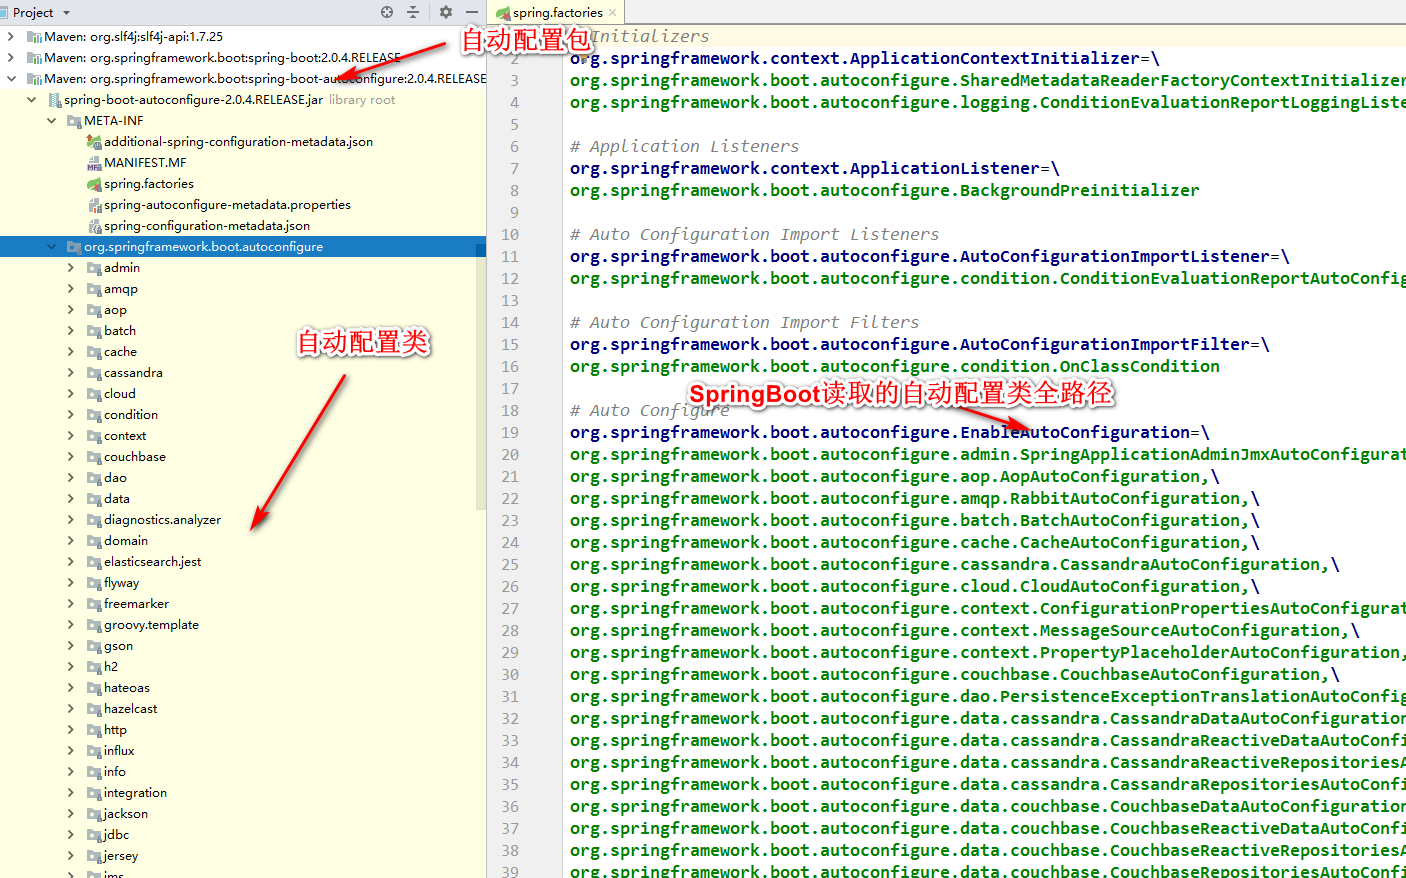 Project
Maven: org.slf4j:slf4j-api:1.7.25
Maven: org.springframework.boot:spring-boot:2.0.4.RELEASE
Maven: org.springframework.boot:spring-boot-autoconfigure:2.0.4.RELEASE
spring-boot-autoconfigure-2.0.4.RELEASE.jar library root
META-INF
additional-spring-configuration-metadata.json
MANIFEST.MF
spring.factories
spring-autoconfigure-metadata.properties
spring-configuration-metadata.json
org.springframework.boot.autoconfigure
admin
amqp
aop
batch
cache
cassandra
cloud
condition
context
couchbase
dao
data
diagnostics.analyzer
domain
elasticsearch.jest
flyway
freemarker
groovy.template
gson
h2
hateoas
hazelcast
http
influx
info
integration
jackson
jdbc
jersey
jms
自动配置包
自动配置类
spring.factories
Initializers
2 org.springframework.context.ApplicationContextInitializer=\
3 org.springframework.boot.autoconfigure.SharedMetadataReaderFactoryContextInitializer
4 org.springframework.boot.autoconfigure.logging.ConditionEvaluationReportLoggingListe
5
6 # Application Listeners
7 org.springframework.context.ApplicationListener=\
8 org.springframework.boot.autoconfigure.BackgroundPreinitializer
9
10 # Auto Configuration Import Listeners
11 org.springframework.boot.autoconfigure.AutoConfigurationImportListener=\
12 org.springframework.boot.autoconfigure.condition.ConditionEvaluationReportAutoConfig
13
14 # Auto Configuration Import Filters
15 org.springframework.boot.autoconfigure.AutoConfigurationImportFilter=\
16 org.springframework.boot.autoconfigure.condition.OnClassCondition
17
SpringBoot读取的自动配置类全路径
18 # Auto Configure
19 org.springframework.boot.autoconfigure.EnableAutoConfiguration=\
20 org.springframework.boot.autoconfigure.admin.SpringApplicationAdminJmxAutoConfigurat
21 org.springframework.boot.autoconfigure.aop.AopAutoConfiguration,\
22 org.springframework.boot.autoconfigure.amqp.RabbitAutoConfiguration,\
23 org.springframework.boot.autoconfigure.batch.BatchAutoConfiguration,\
24 org.springframework.boot.autoconfigure.cache.CacheAutoConfiguration,\
25 org.springframework.boot.autoconfigure.cassandra.CassandraAutoConfiguration,\
26 org.springframework.boot.autoconfigure.cloud.CloudAutoConfiguration,\
27 org.springframework.boot.autoconfigure.context.ConfigurationPropertiesAutoConfigurat
28 org.springframework.boot.autoconfigure.context.MessageSourceAutoConfiguration,\
29 org.springframework.boot.autoconfigure.context.PropertyPlaceholderAutoConfiguration,
30 org.springframework.boot.autoconfigure.couchbase.CouchbaseAutoConfiguration,\
31 org.springframework.boot.autoconfigure.dao.PersistenceExceptionTranslationAutoConfig
32 org.springframework.boot.autoconfigure.data.cassandra.CassandraDataAutoConfiguration
33 org.springframework.boot.autoconfigure.data.cassandra.CassandraReactiveDataAutoConfi
34 org.springframework.boot.autoconfigure.data.cassandra.CassandraReactiveRepositoriesA
35 org.springframework.boot.autoconfigure.data.cassandra.CassandraRepositoriesAutoConfi
36 org.springframework.boot.autoconfigure.data.couchbase.CouchbaseDataAutoConfiguration
37 org.springframework.boot.autoconfigure.data.couchbase.CouchbaseReactiveDataAutoConfi
38 org.springframework.boot.autoconfigure.data.couchbase.CouchbaseReactiveRepositoriesA
39 org.springframework.boot.autoconfigure.data.couchbase.CouchbaseRepositoriesAutoConfi